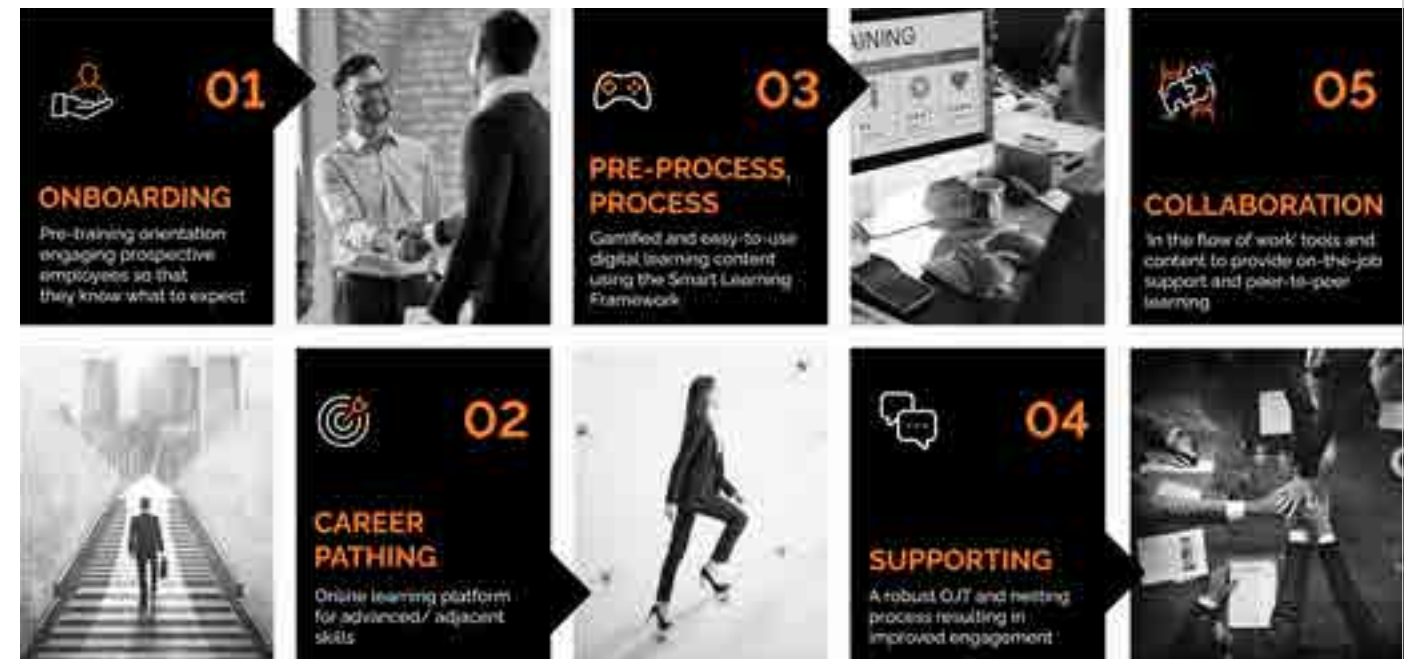 01
ONBOARDING
Pre-training orientation
engaging prospective
employees so that
they know what to expect
02
CAREER
PATHING
Online learning platform
for advanced/ adjacent
skills
03
PRE-PROCESS,
PROCESS
Gamified and easy-to-use
digital learning content
using the Smart Learning
Framework
AINING
04
SUPPORTING
A robust OJT and nesting
process resulting in
improved engagement
05
COLLABORATION
'In the flow of work' tools and
content to provide on-the-job
support and peer-to-peer
learning